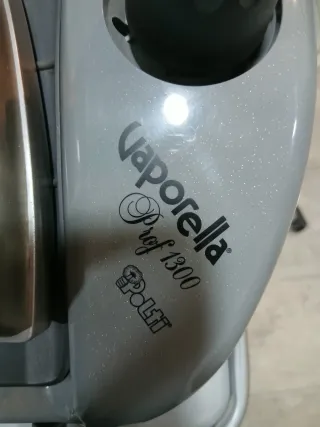 Vaporella®
Prof 1300
POLTI